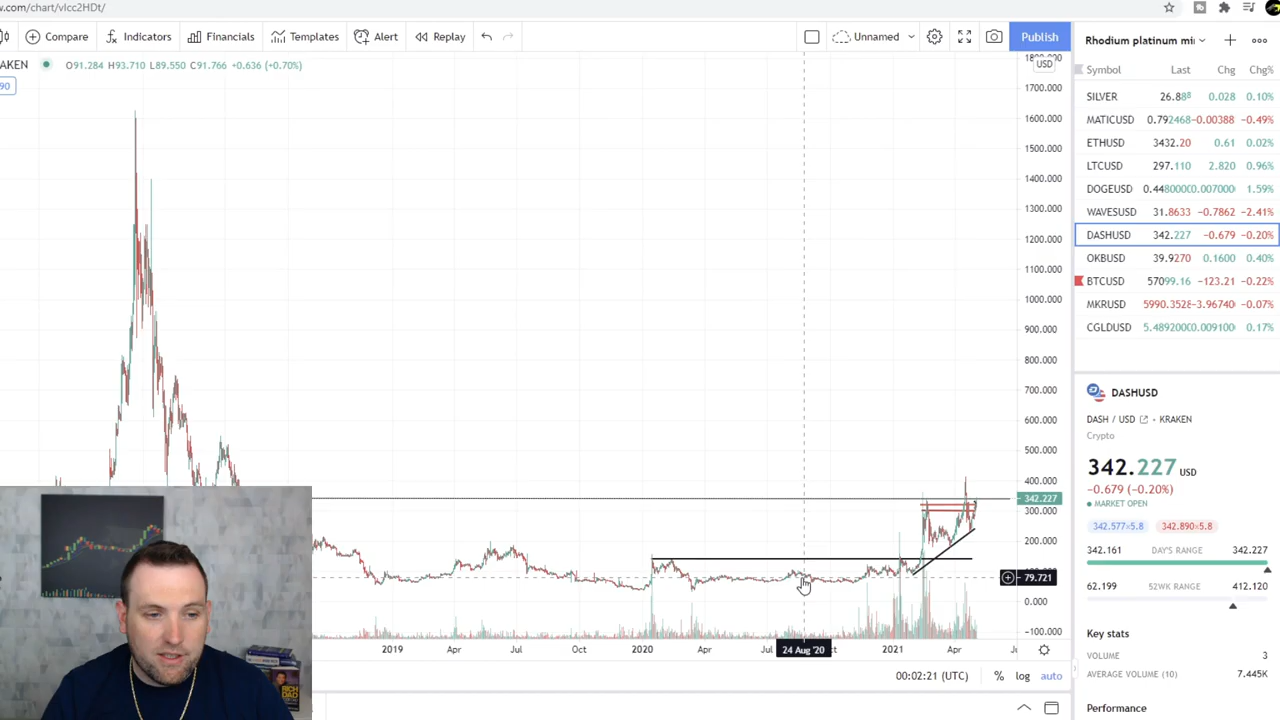 w.com/chart/vlcc2HDt/
Compare Indicators Financials Templates Alert Replay Unnamed Publish
Rhodium platinum mi
KRAKEN O91.284 H93.710 L89.550 C91.766 +0.636 (+0.70%)
90
USD
1800.000
1700.000
1600.000
1500.000
1400.000
1300.000
1200.000
1100.000
1000.000
900.000
800.000
700.000
600.000
500.000
400.000
342.227
300.000
200.000
79.721
0.000
-100.000
2019 Apr Jul Oct 2020 Apr Jul 24 Aug '20 2021 Apr
00:02:21 (UTC) % log auto
Symbol Last Chg Chg%
SILVER 26.888 0.028 0.10%
MATICUSD 0.792468 -0.00388 -0.49%
ETHUSD 3432.20 0.61 0.02%
LTCUSD 297.110 2.820 0.96%
DOGEUSD 0.4480000 0.007000 1.59%
WAVESUSD 31.8633 -0.7862 -2.41%
DASHUSD 342.227 -0.679 -0.20%
OKBUSD 39.9270 0.1600 0.40%
BTCUSD 57099.16 -123.21 -0.22%
MKRUSD 5990.3528 -3.96740 -0.07%
CGLDUSD 5.4892000 0.009100 0.17%
DASHUSD
DASH / USD • KRAKEN
Crypto
342.227 USD
-0.679 (-0.20%)
MARKET OPEN
342.577×5.8 342.890×5.8
342.161 DAY'S RANGE 342.227
62.199 52WK RANGE 412.120
Key stats
VOLUME 3
AVERAGE VOLUME (10) 7.445K
Performance
RICH
DAD